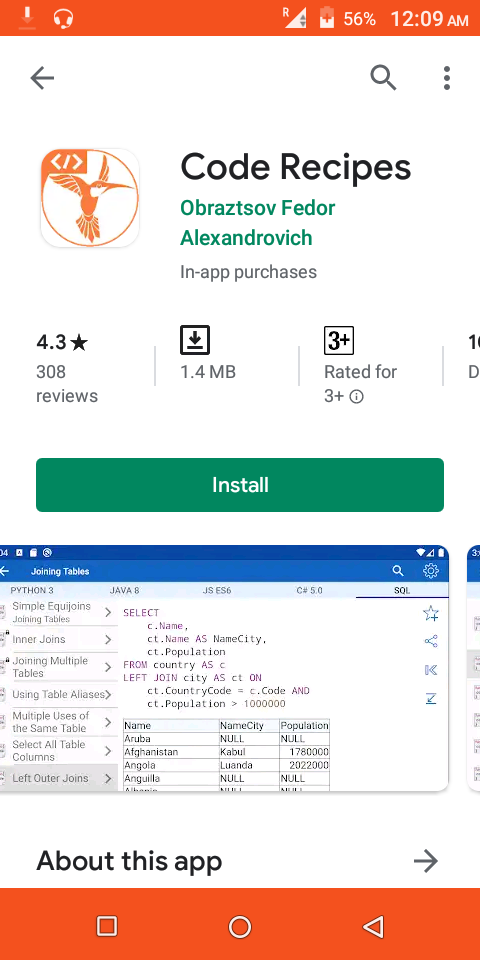 R 56% 12:09 AM
</>
Code Recipes
Obraztsov Fedor
Alexandrovich
In-app purchases
4.3★
308
reviews
1.4 MB
3+
Rated for
3+
Install
Joining Tables
PYTHON 3 JAVA 8 JS ES6 C# 5.0 SQL
Simple Equijoins
Joining Tables
Inner Joins
Joining Multiple
Tables
Using Table Aliases
Multiple Uses of
the Same Table
Select All Table
Columns
Left Outer Joins
SELECT
c.Name,
ct.Name AS NameCity,
ct.Population
FROM country AS c
LEFT JOIN city AS ct ON
ct.CountryCode = c.Code AND
ct.Population > 1000000
Name NameCity Population
Aruba NULL NULL
Afghanistan Kabul 1780000
Angola Luanda 2022000
Anguilla NULL NULL
Albania NULL NULL
About this app